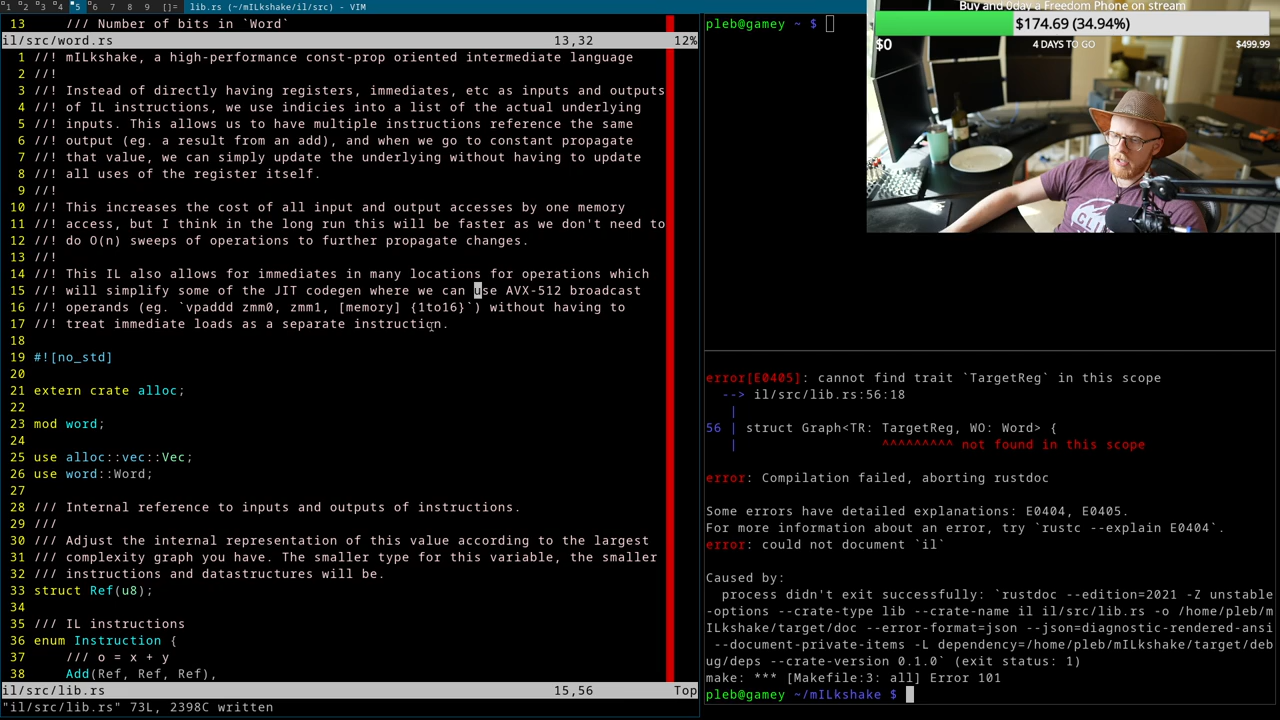 1 2 3 4 5 6 7 8 9 []= lib.rs (~/mILkshake/il/src) - VIM
13 /// Number of bits in `Word`
il/src/word.rs 13,32 12%
1 //! mILkshake, a high-performance const-prop oriented intermediate language
2 //!
3 //! Instead of directly having registers, immediates, etc as inputs and outputs
4 //! of IL instructions, we use indicies into a list of the actual underlying
5 //! inputs. This allows us to have multiple instructions reference the same
6 //! output (eg. a result from an add), and when we go to constant propagate
7 //! that value, we can simply update the underlying without having to update
8 //! all uses of the register itself.
9 //!
10 //! This increases the cost of all input and output accesses by one memory
11 //! access, but I think in the long run this will be faster as we don't need to
12 //! do O(n) sweeps of operations to further propagate changes.
13 //!
14 //! This IL also allows for immediates in many locations for operations which
15 //! will simplify some of the JIT codegen where we can use AVX-512 broadcast
16 //! operands (eg. `vpaddd zmm0, zmm1, [memory] {1to16}`) without having to
17 //! treat immediate loads as a separate instruction.
18
19 #![no_std]
20
21 extern crate alloc;
22
23 mod word;
24
25 use alloc::vec::Vec;
26 use word::Word;
27
28 /// Internal reference to inputs and outputs of instructions.
29 ///
30 /// Adjust the internal representation of this value according to the largest
31 /// complexity graph you have. The smaller type for this variable, the smaller
32 /// instructions and datastructures will be.
33 struct Ref(u8);
34
35 /// IL instructions
36 enum Instruction {
37 /// o = x + y
38 Add(Ref, Ref, Ref),
il/src/lib.rs 15,56 Top
"il/src/lib.rs" 73L, 2398C written
pleb@gamey ~ $
Buy and 0day a Freedom Phone on stream
$174.69 (34.94%)
$0 4 DAYS TO GO $499.99
error[E0405]: cannot find trait `TargetReg` in this scope
--> il/src/lib.rs:56:18
|
56 | struct Graph<TR: TargetReg, WO: Word> {
| ^^^^^^^^^ not found in this scope
error: Compilation failed, aborting rustdoc
Some errors have detailed explanations: E0404, E0405.
For more information about an error, try `rustc --explain E0404`.
error: could not document `il`
Caused by:
process didn't exit successfully: `rustdoc --edition=2021 -Z unstable
-options --crate-type lib --crate-name il il/src/lib.rs -o /home/pleb/m
ILkshake/target/doc --error-format=json --json=diagnostic-rendered-ansi
--document-private-items -L dependency=/home/pleb/mILkshake/target/deb
ug/deps --crate-version 0.1.0` (exit status: 1)
make: *** [Makefile:3: all] Error 101
pleb@gamey ~/mILkshake $